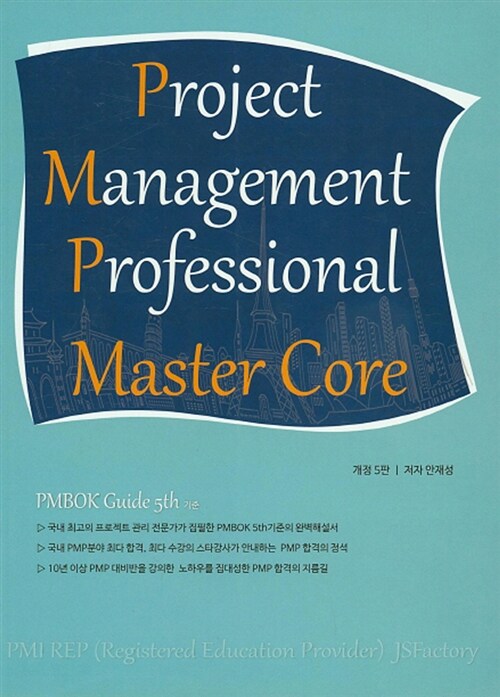 Project
Management
Professional
Master Core
개정 5판 | 저자 안재성
PMBOK Guide 5th 기준
▷ 국내 최고의 프로젝트 관리 전문가가 집필한 PMBOK 5th기준의 완벽해설서
▷ 국내 PMP분야 최다 합격, 최다 수강의 스타강사가 안내하는 PMP 합격의 정석
▷ 10년 이상 PMP 대비반을 강의한 노하우를 집대성한 PMP 합격의 지름길
PMI REP (Registered Education Provider) JSFactory